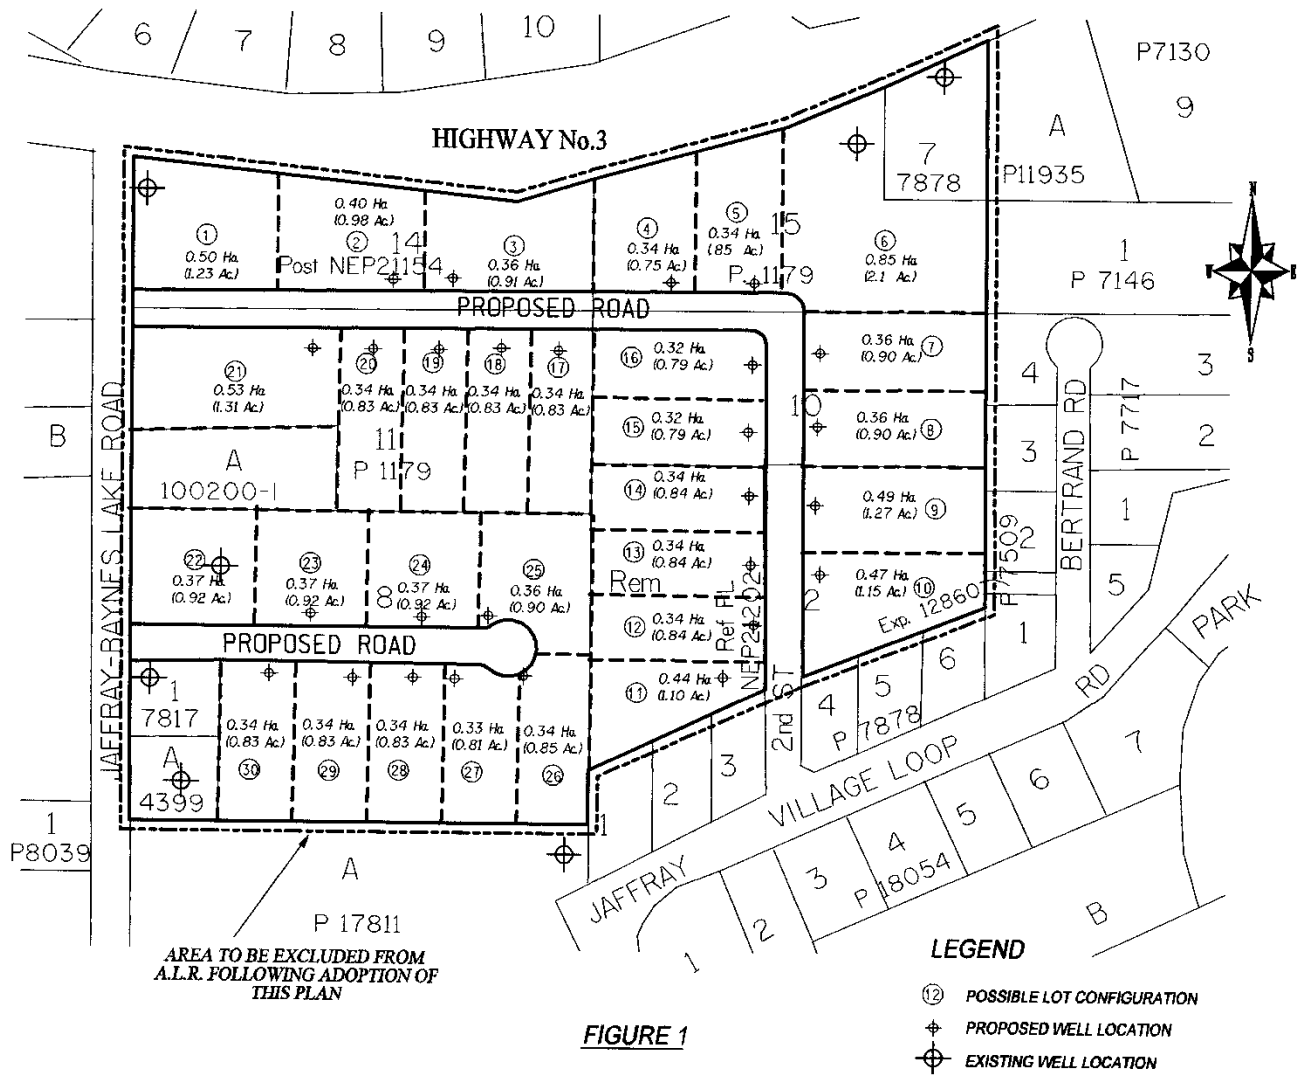 6
7
8
9
10
P7130
9
HIGHWAY No.3
A
P11935
7
7878
N
S
1
0.50 Ha
(1.23 Ac.)
0.40 Ha
(0.98 Ac.)
2
14
Post NEP21154
3
0.36 Ha
(0.91 Ac.)
4
0.34 Ha
(0.75 Ac.)
5
0.34 Ha
(.85 Ac.)
15
P. 1179
6
0.85 Ha
(2.1 Ac.)
1
P 7146
PROPOSED ROAD
21
0.53 Ha
(1.31 Ac.)
20
0.34 Ha
(0.83 Ac.)
19
0.34 Ha
(0.83 Ac.)
18
0.34 Ha
(0.83 Ac.)
17
0.34 Ha
(0.83 Ac.)
16
0.32 Ha
(0.79 Ac.)
0.36 Ha
(0.90 Ac.)
7
4
3
P 7717
15
0.32 Ha
(0.79 Ac.)
10
0.36 Ha
(0.90 Ac.)
8
3
2
BERTRAND RD
B
JAFFRAY-BAYNES LAKE ROAD
A
100200-1
11
P 1179
14
0.34 Ha
(0.84 Ac.)
0.49 Ha
(1.27 Ac.)
9
2
P 7509
1
22
0.37 Ha
(0.92 Ac.)
23
0.37 Ha
(0.92 Ac.)
24
0.37 Ha
(0.92 Ac.)
8
25
0.36 Ha
(0.90 Ac.)
13
0.34 Ha
(0.84 Ac.)
Rem
Ref PL
NEP22202
2
0.47 Ha
(1.15 Ac.)
10
Exp. 12860
1
5
12
0.34 Ha
(0.84 Ac.)
PROPOSED ROAD
11
0.44 Ha
(1.10 Ac.)
1
7817
A
4399
0.34 Ha
(0.83 Ac.)
30
0.34 Ha
(0.83 Ac.)
29
0.34 Ha
(0.83 Ac.)
28
0.33 Ha
(0.81 Ac.)
27
0.34 Ha
(0.85 Ac.)
26
2nd ST
4
5
6
P 7878
2
3
1
JAFFRAY VILLAGE LOOP RD
PARK
1
P8039
A
P 17811
1
2
3
4
5
6
7
P 18054
B
AREA TO BE EXCLUDED FROM
A.L.R. FOLLOWING ADOPTION OF
THIS PLAN
FIGURE 1
LEGEND
12 POSSIBLE LOT CONFIGURATION
PROPOSED WELL LOCATION
EXISTING WELL LOCATION